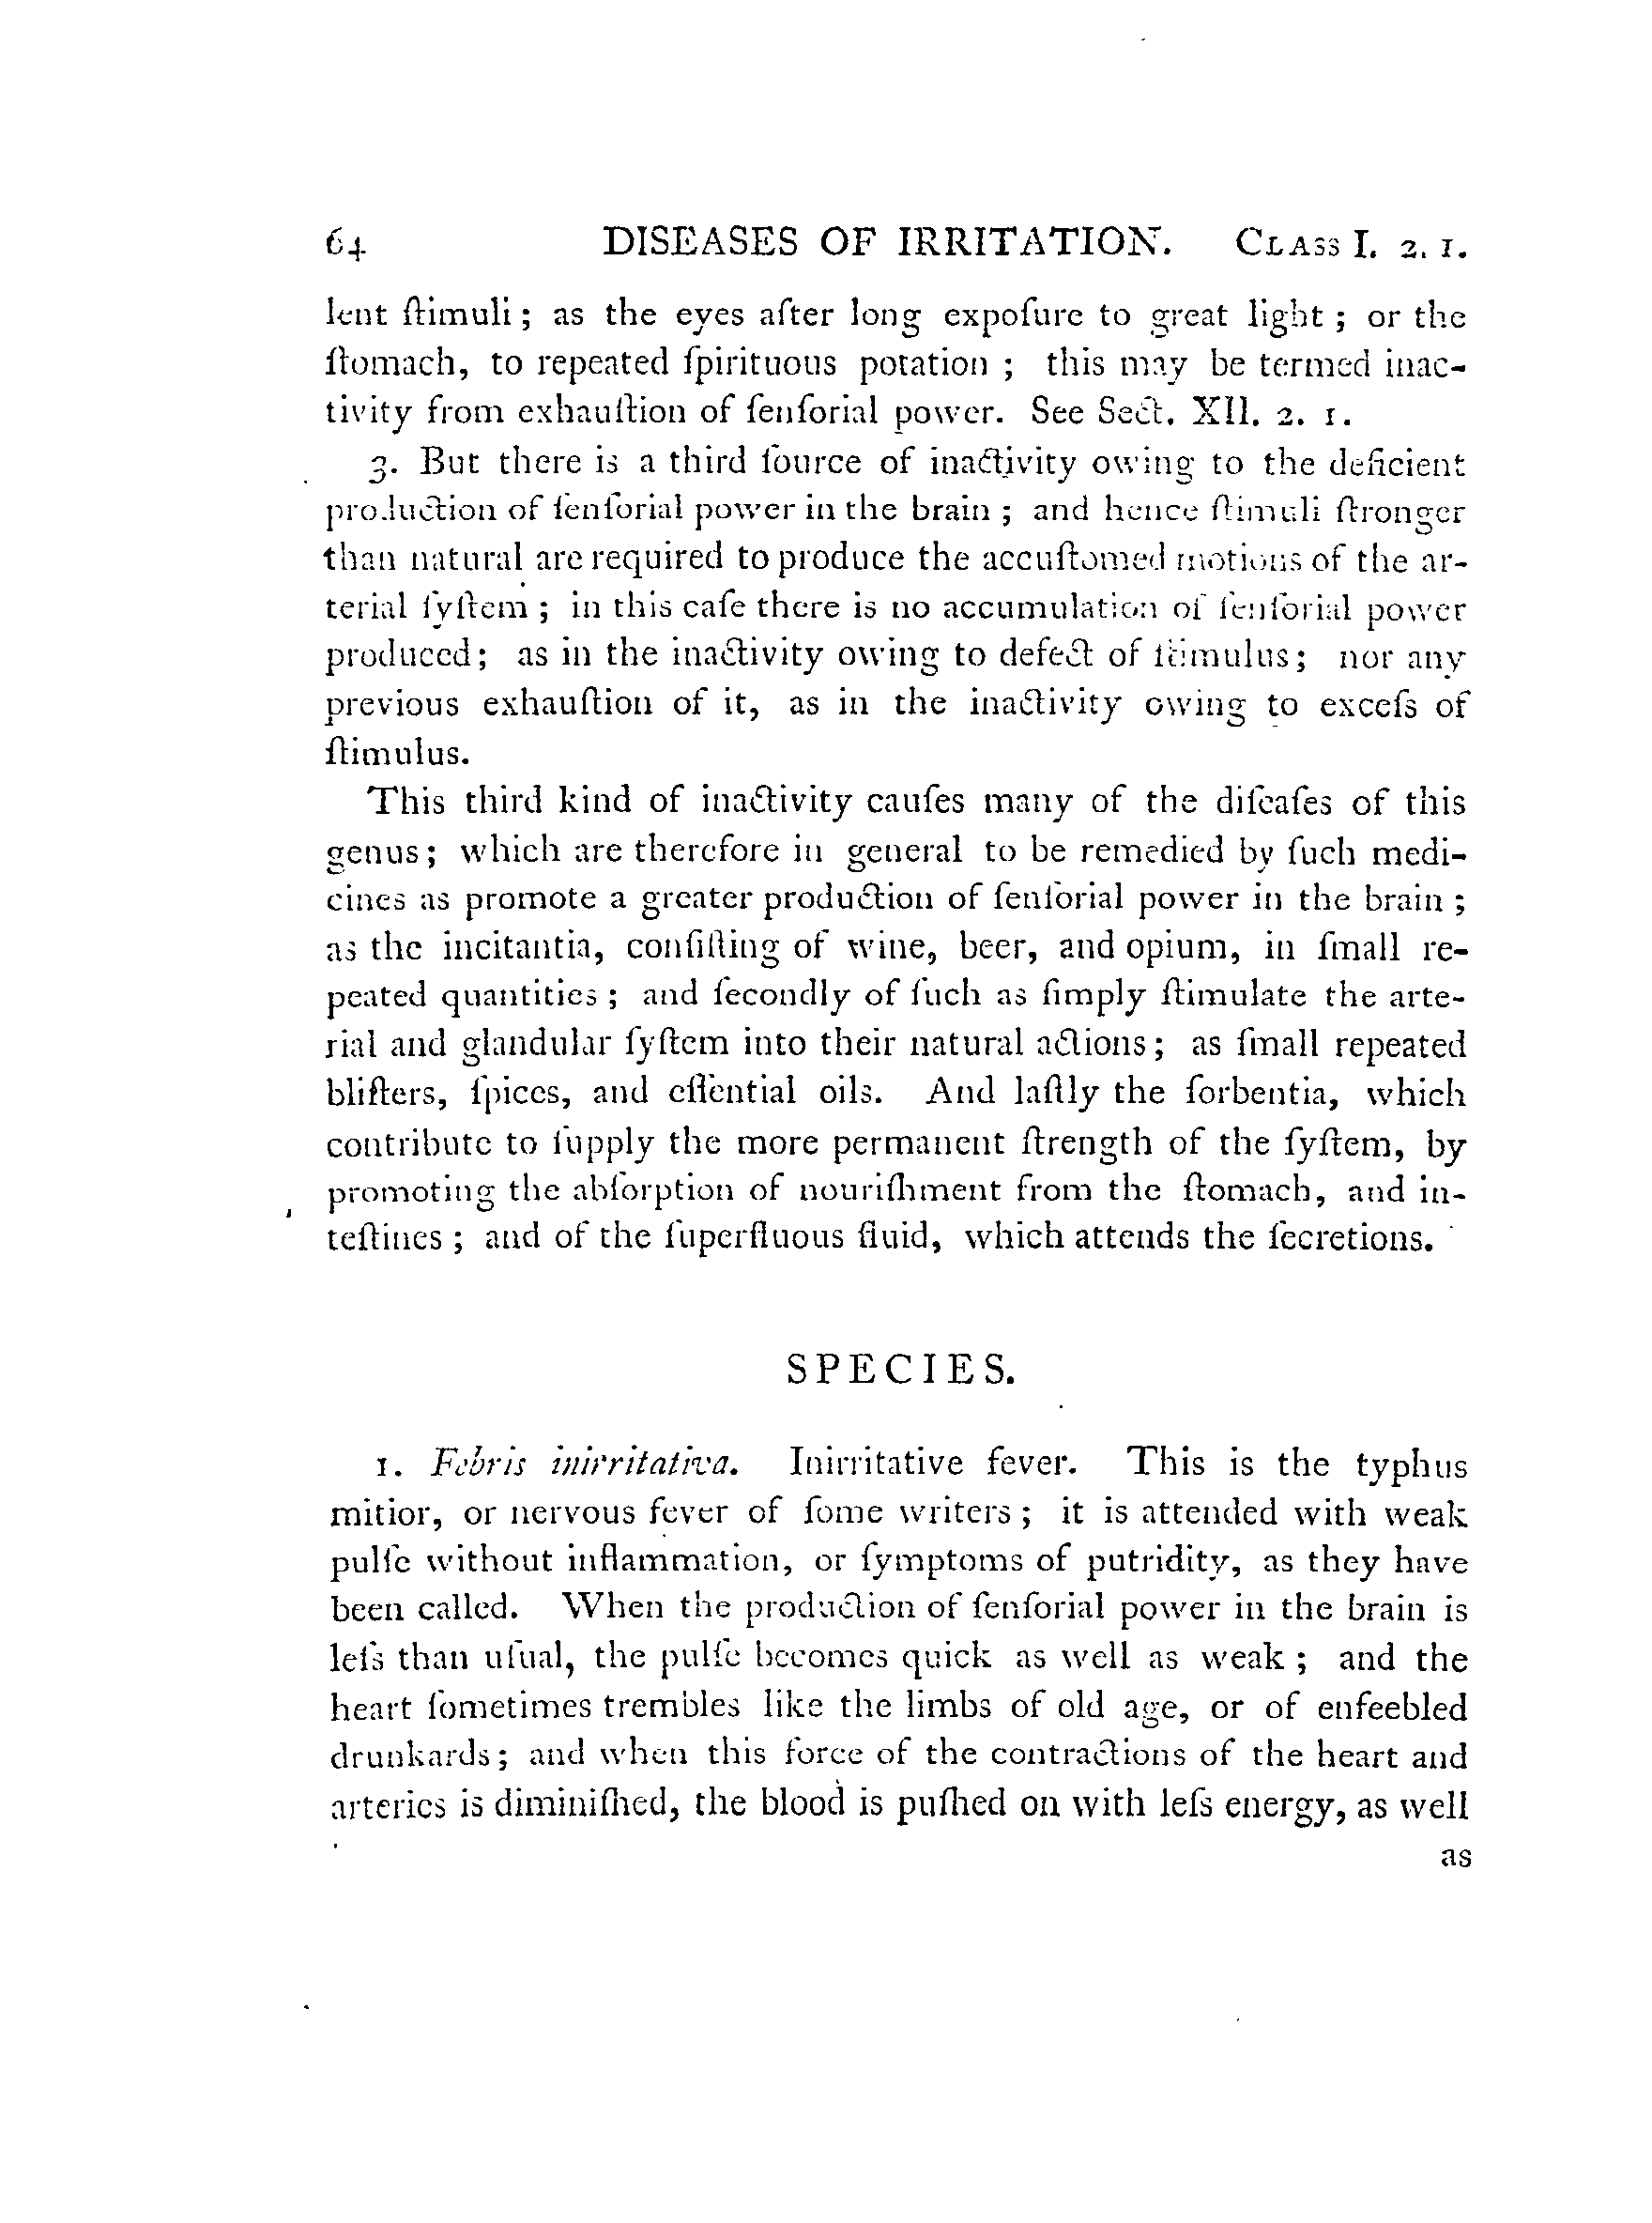 64 DISEASES OF IRRITATION. CLASS I. 2. 1.
lent ſtimuli; as the eyes after long expoſure to great light; or the
ſtomach, to repeated ſpirituous potation; this may be termed inac-
tivity from exhauſtion of ſenſorial power. See Sect. XII. 2. 1.
3. But there is a third ſource of inactivity owing to the deficient
production of ſenſorial power in the brain; and hence ſtimuli ſtronger
than natural are required to produce the accuſtomed motions of the ar-
terial ſyſtem; in this caſe there is no accumulation of ſenſorial power
produced; as in the inactivity owing to defect of ſtimulus; nor any
previous exhauſtion of it, as in the inactivity owing to exceſs of
ſtimulus.
This third kind of inactivity cauſes many of the diſeaſes of this
genus; which are therefore in general to be remedied by ſuch medi-
cines as promote a greater production of ſenſorial power in the brain;
as the incitantia, conſiſting of wine, beer, and opium, in ſmall re-
peated quantities; and ſecondly of ſuch as ſimply ſtimulate the arte-
rial and glandular ſyſtem into their natural actions; as ſmall repeated
bliſters, ſpices, and eſſential oils. And laſtly the ſorbentia, which
contribute to ſupply the more permanent ſtrength of the ſyſtem, by
promoting the abſorption of nouriſhment from the ſtomach, and in-
teſtines; and of the ſuperfluous fluid, which attends the ſecretions.
SPECIES.
1. Febris inirritativa. Inirritative fever. This is the typhus
mitior, or nervous fever of ſome writers; it is attended with weak
pulſe without inflammation, or ſymptoms of putridity, as they have
been called. When the production of ſenſorial power in the brain is
leſs than uſual, the pulſe becomes quick as well as weak; and the
heart ſometimes trembles like the limbs of old age, or of enfeebled
drunkards; and when this force of the contractions of the heart and
arteries is diminiſhed, the blood is puſhed on with leſs energy, as well
as